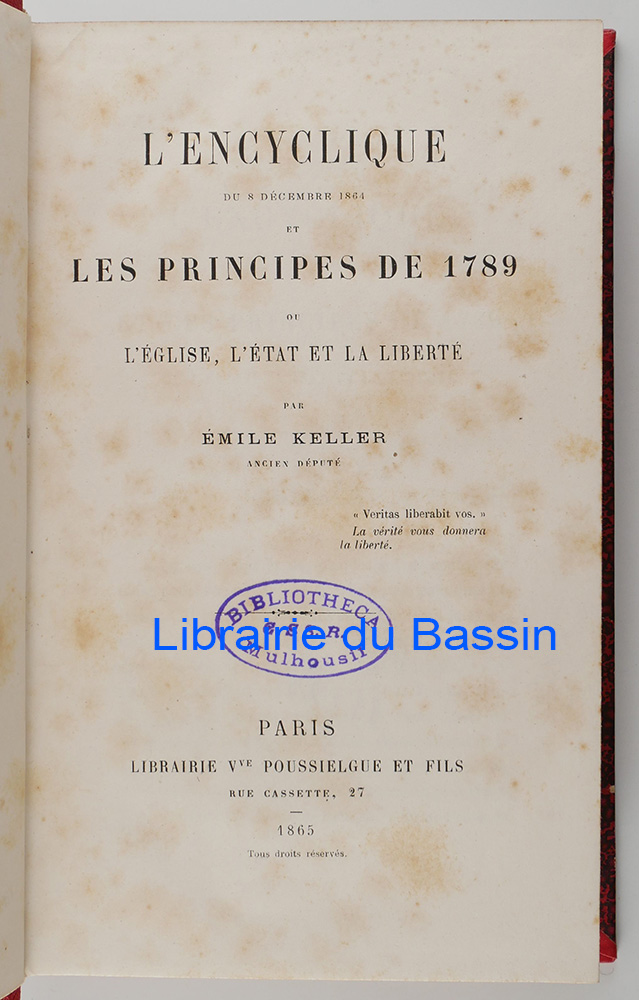 L'ENCYCLIQUE
DU 8 DÉCEMBRE 1864
ET
LES PRINCIPES DE 1789
OU
L'ÉGLISE, L'ÉTAT ET LA LIBERTÉ
PAR
ÉMILE KELLER
ANCIEN DÉPUTÉ
« Veritas liberabit vos. »
La vérité vous donnera
la liberté.
BIBLIOTHECA
Librairie du Bassin
PARIS
LIBRAIRIE VVE POUSSIELGUE ET FILS
RUE CASSETTE, 27
1865
Tous droits réservés.